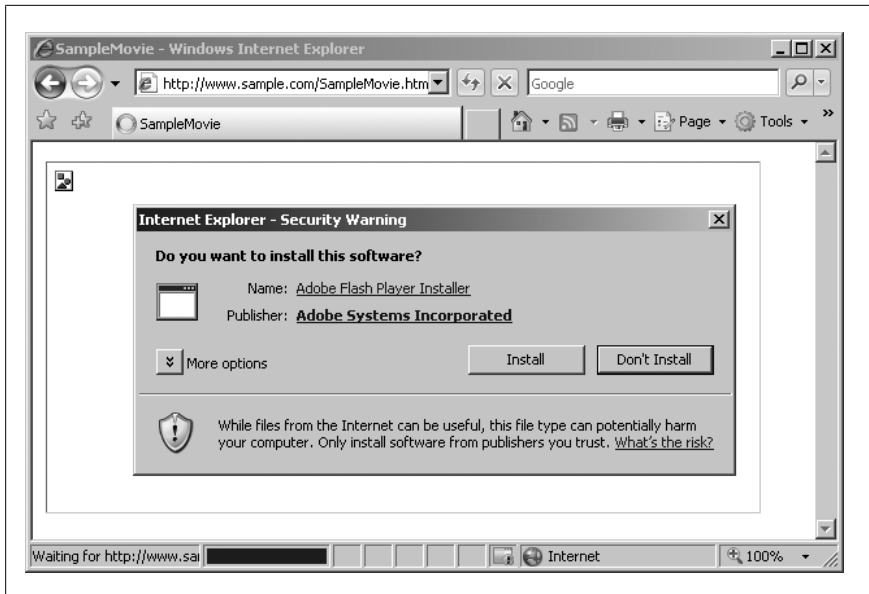 SampleMovie - Windows Internet Explorer
http://www.sample.com/SampleMovie.htm
Google
SampleMovie
Page
Tools
»
Internet Explorer - Security Warning
Do you want to install this software?
Name: Adobe Flash Player Installer
Publisher: Adobe Systems Incorporated
More options
Install
Don't Install
While files from the Internet can be useful, this file type can potentially harm
your computer. Only install software from publishers you trust. What's the risk?
Waiting for http://www.sai
Internet
100%